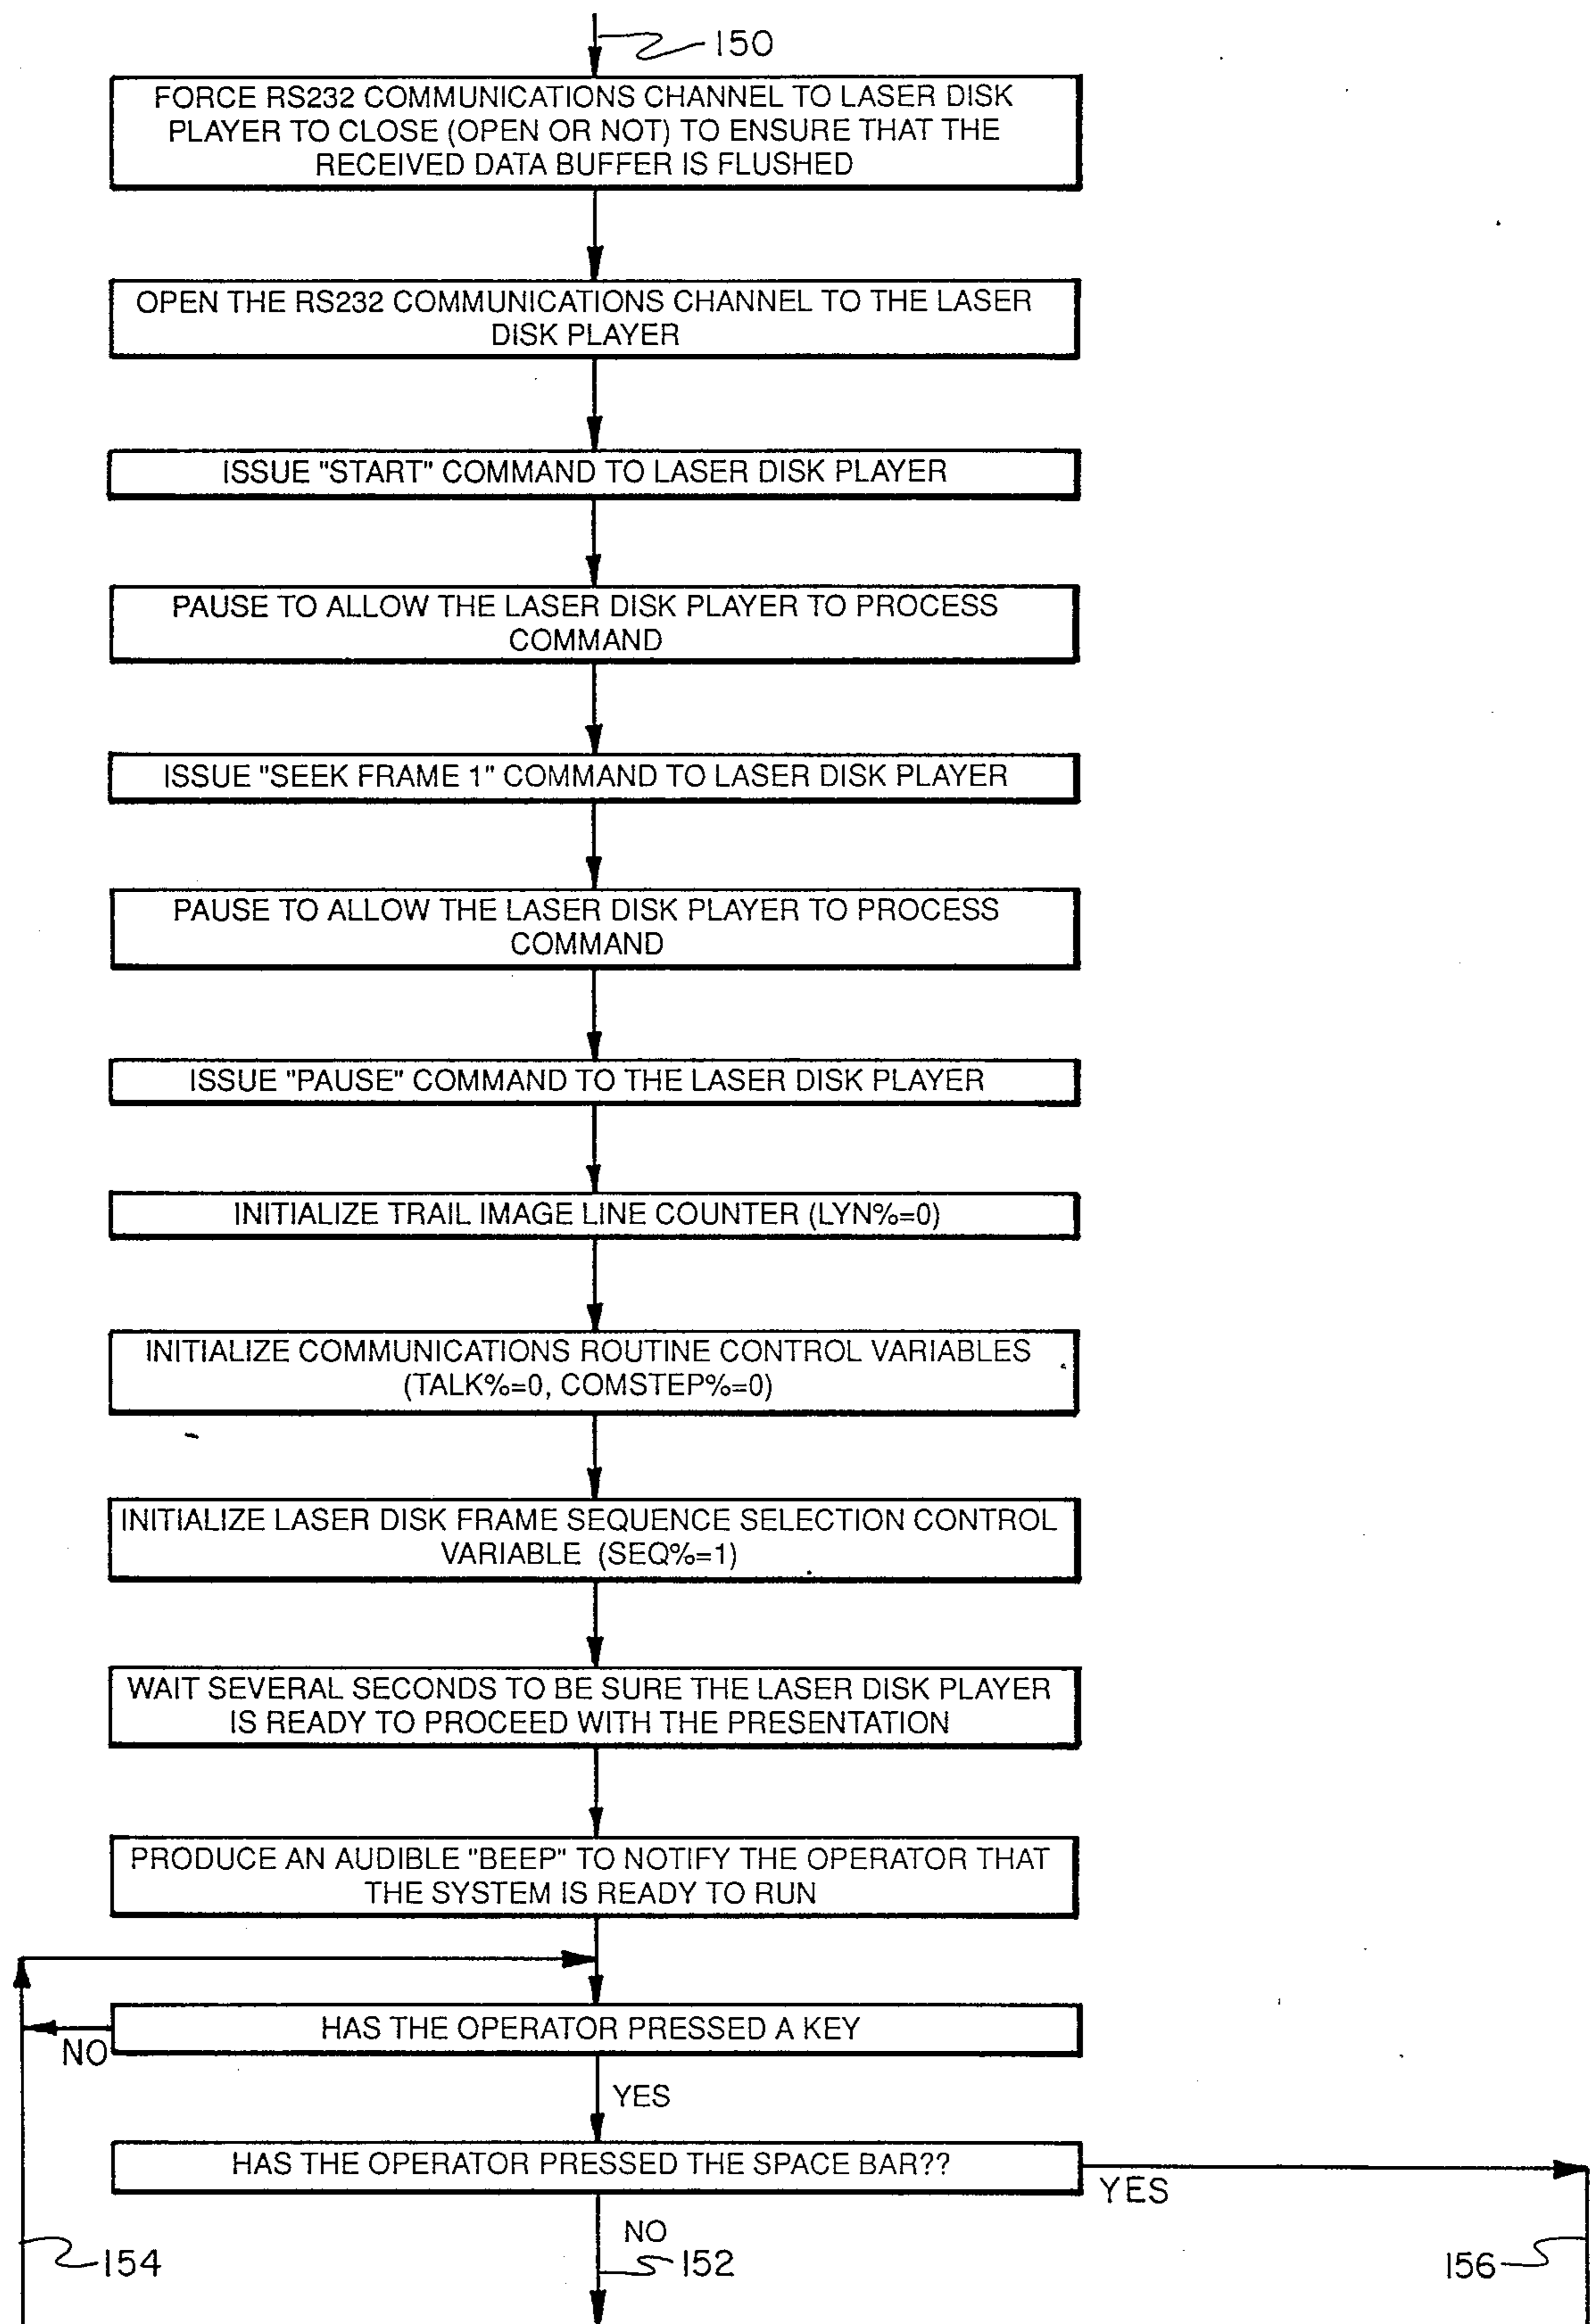 150
FORCE RS232 COMMUNICATIONS CHANNEL TO LASER DISK
PLAYER TO CLOSE (OPEN OR NOT) TO ENSURE THAT THE
RECEIVED DATA BUFFER IS FLUSHED
OPEN THE RS232 COMMUNICATIONS CHANNEL TO THE LASER
DISK PLAYER
ISSUE "START" COMMAND TO LASER DISK PLAYER
PAUSE TO ALLOW THE LASER DISK PLAYER TO PROCESS
COMMAND
ISSUE "SEEK FRAME 1" COMMAND TO LASER DISK PLAYER
PAUSE TO ALLOW THE LASER DISK PLAYER TO PROCESS
COMMAND
ISSUE "PAUSE" COMMAND TO THE LASER DISK PLAYER
INITIALIZE TRAIL IMAGE LINE COUNTER (LYN%=0)
INITIALIZE COMMUNICATIONS ROUTINE CONTROL VARIABLES
(TALK%=0, COMSTEP%=0)
INITIALIZE LASER DISK FRAME SEQUENCE SELECTION CONTROL
VARIABLE (SEQ%=1)
WAIT SEVERAL SECONDS TO BE SURE THE LASER DISK PLAYER
IS READY TO PROCEED WITH THE PRESENTATION
PRODUCE AN AUDIBLE "BEEP" TO NOTIFY THE OPERATOR THAT
THE SYSTEM IS READY TO RUN
HAS THE OPERATOR PRESSED A KEY
NO
YES
HAS THE OPERATOR PRESSED THE SPACE BAR??
YES
NO
154
152
156